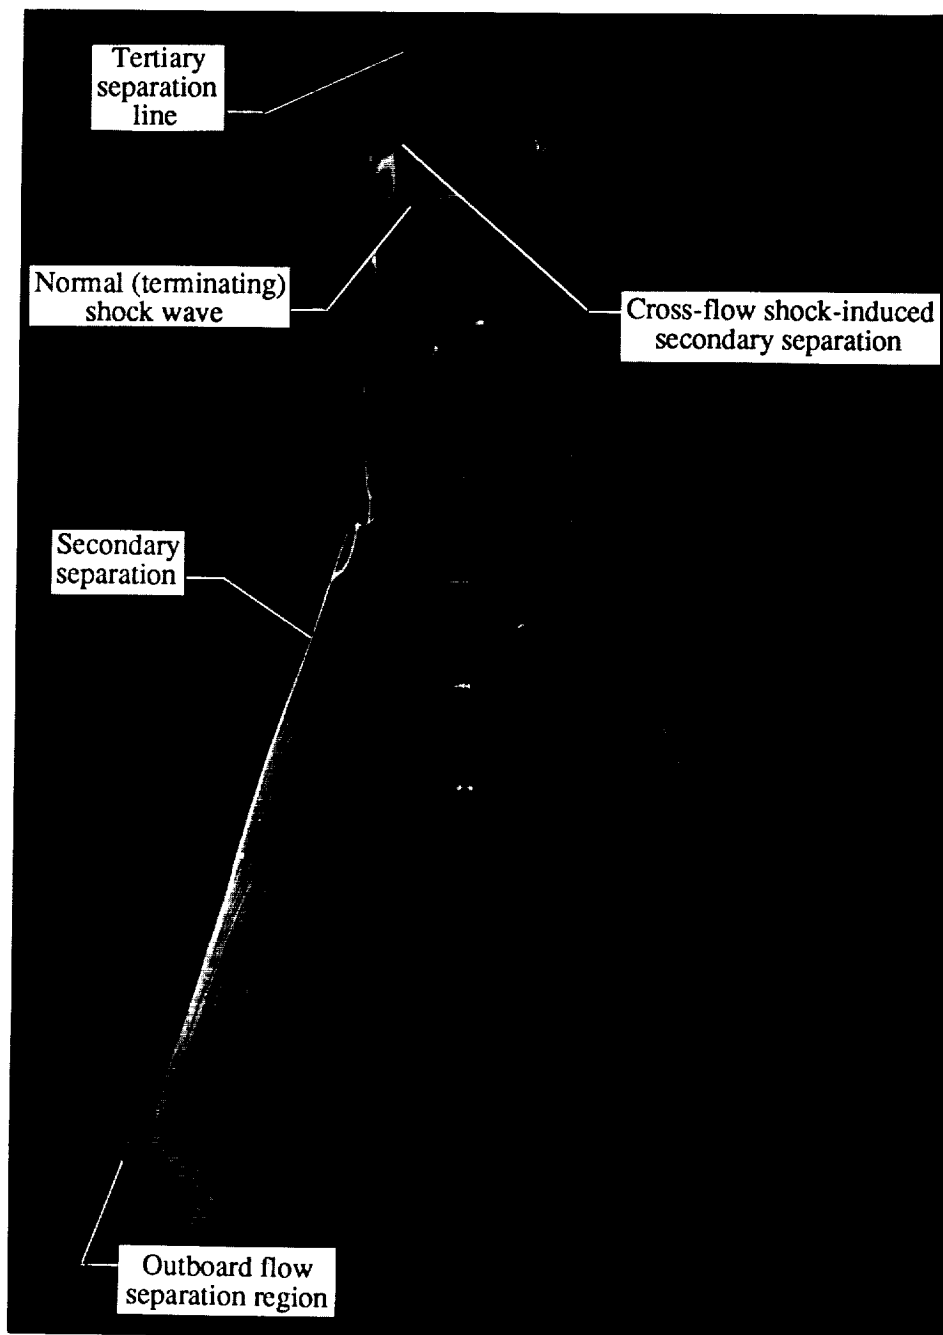 Tertiary
separation
line
Normal (terminating)
shock wave
Cross-flow shock-induced
secondary separation
Secondary
separation
Outboard flow
separation region